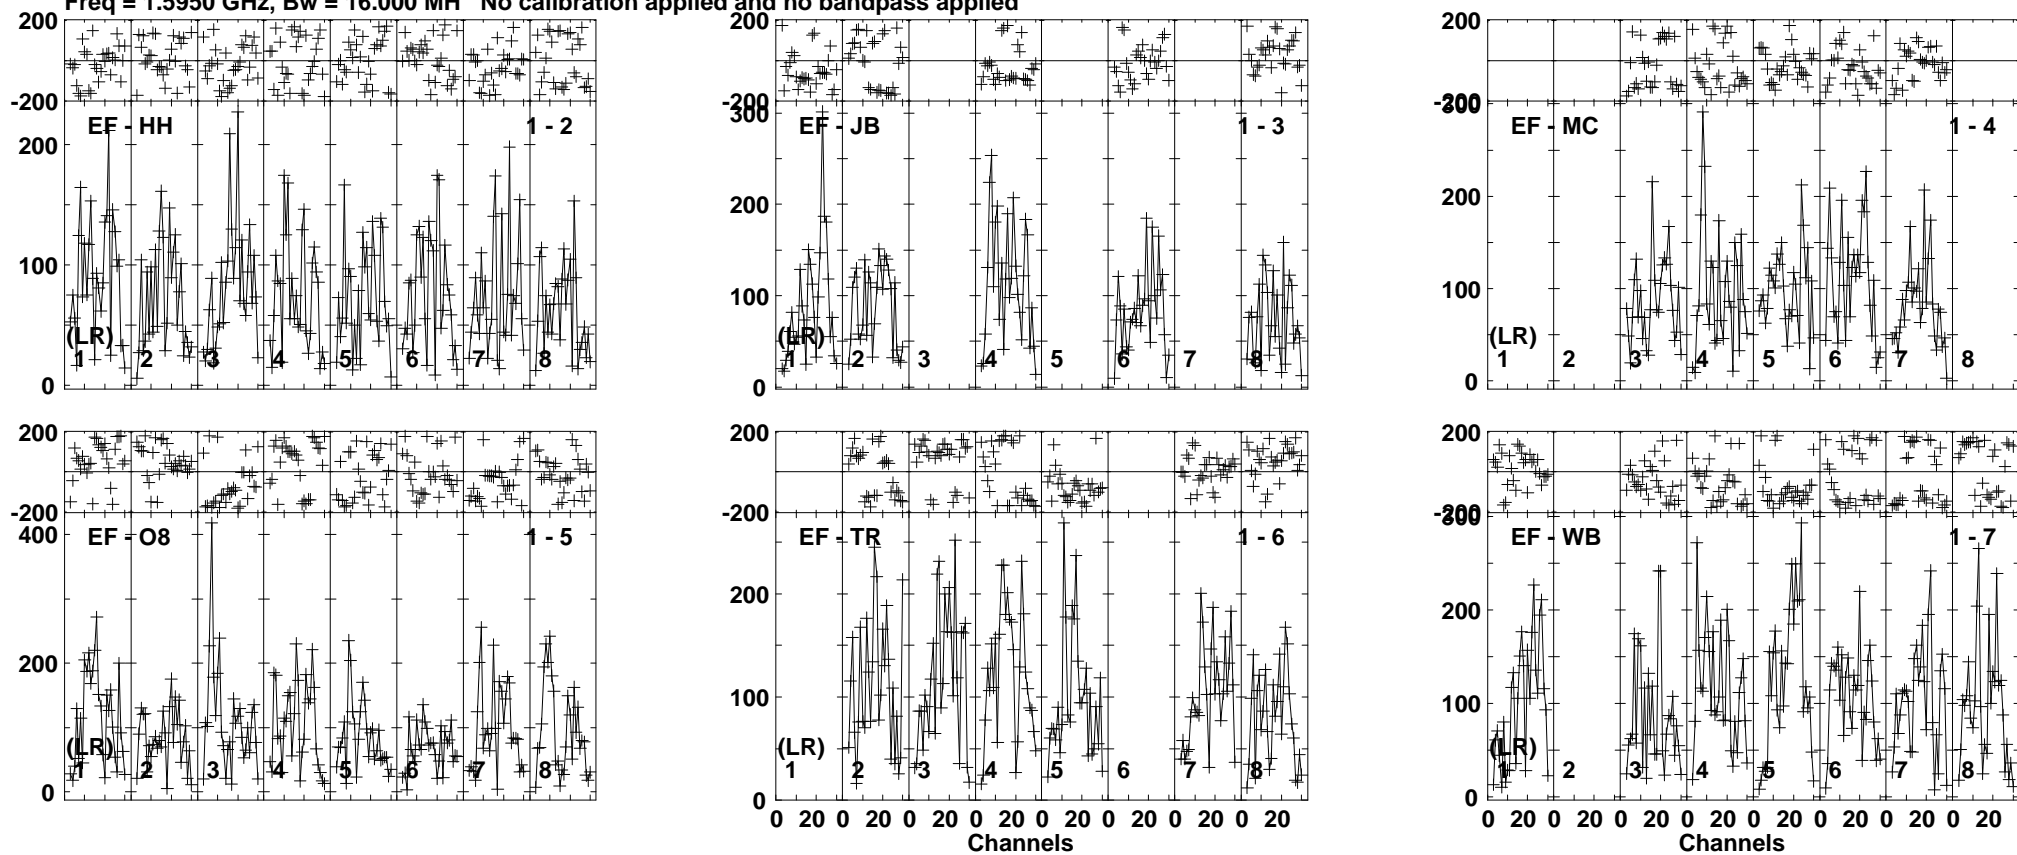 Freq = 1.5950 GHz, Bw = 16.000 MH No calibration applied and no bandpass applied
200 200 200
-200 -200 -200
EF - HH 1 - 2 EF - JB 1 - 3 EF - MC 1 - 4
300 300
200 200 200
100 100 100
(LR) (LR) (LR)
1 2 3 4 5 6 7 8 1 2 3 4 5 6 7 8 1 2 3 4 5 6 7 8
0 0 0
200 200 200
-200 -200 -200
EF - O8 1 - 5 EF - TR 1 - 6 EF - WB 1 - 7
400 300
200 200 200
100 100
(LR) (LR) (LR)
1 2 3 4 5 6 7 8 1 2 3 4 5 6 7 8 1 2 3 4 5 6 7 8
0 0 0
0 20 0 20 0 20 0 20 0 20 0 20 0 20 0 20 0 20 0 20 0 20 0 20 0 20 0 20 0 20 0 20
Channels Channels